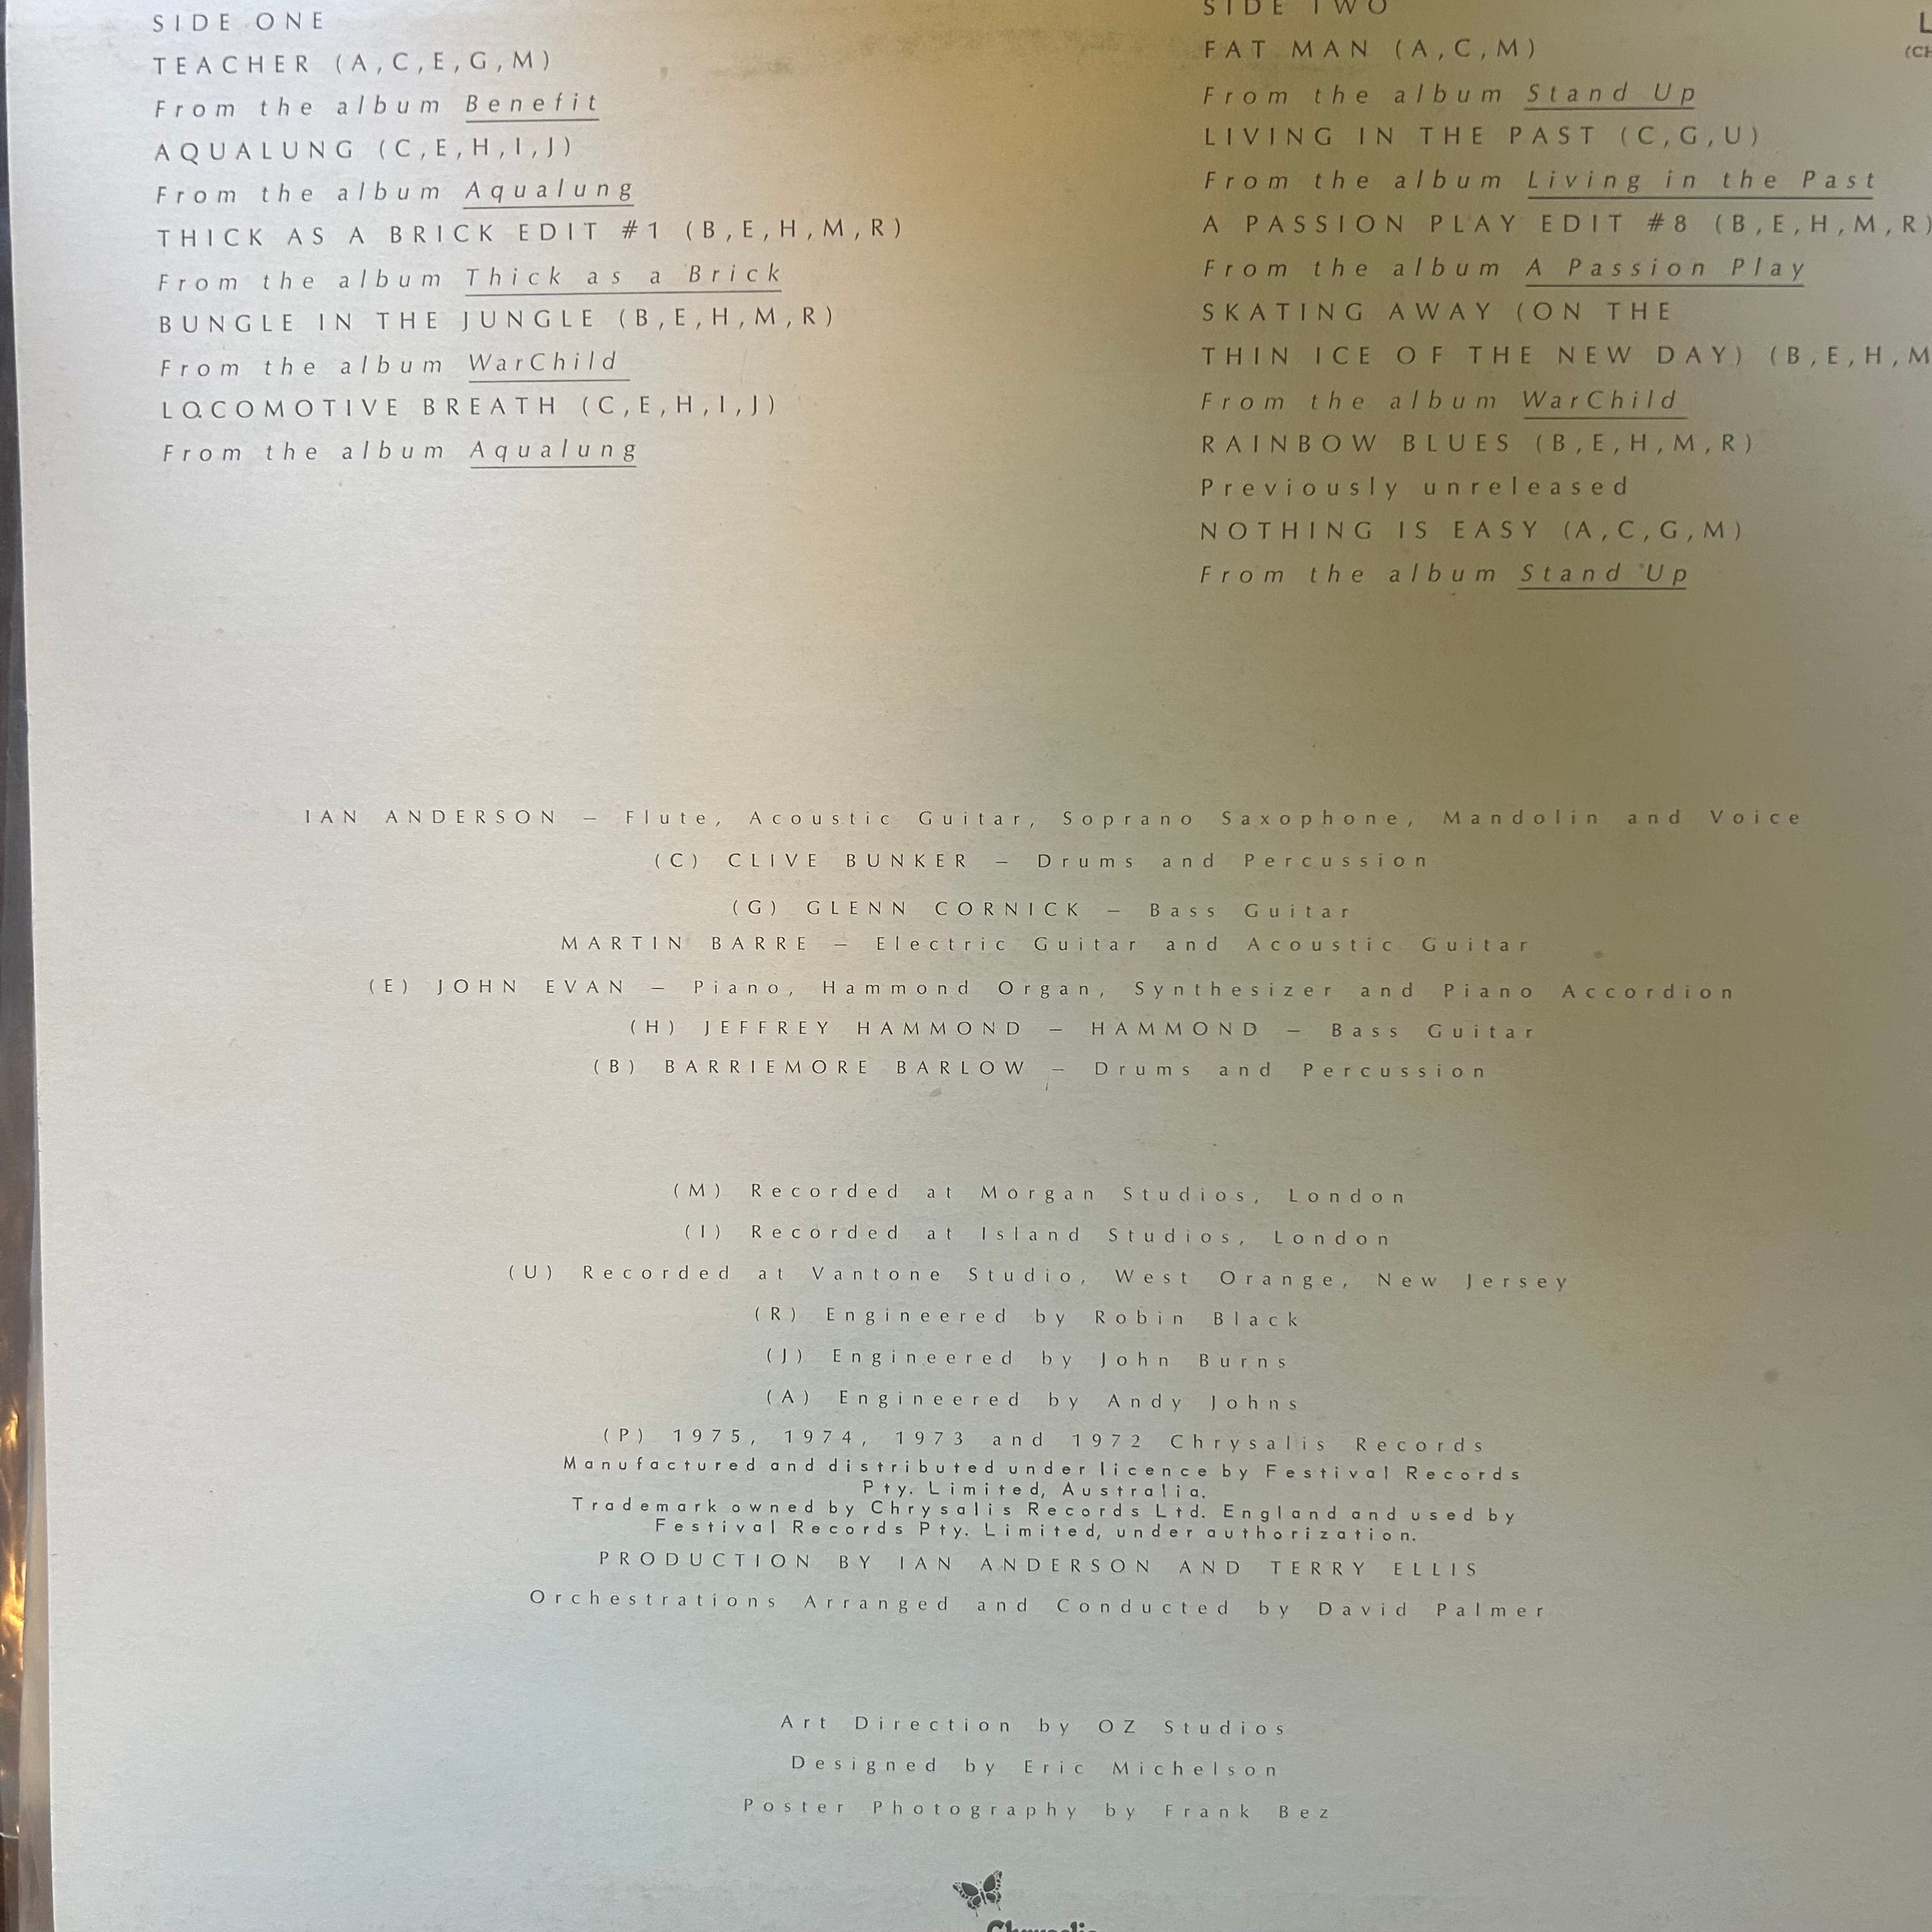 SIDE ONE
TEACHER (A,C,E,G,M)
From the album Benefit
AQUALUNG (C,E,H,I,J)
From the album Aqualung
THICK AS A BRICK EDIT #1 (B,E,H,M,R)
From the album Thick as a Brick
BUNGLE IN THE JUNGLE (B,E,H,M,R)
From the album WarChild
LOCOMOTIVE BREATH (C,E,H,I,J)
From the album Aqualung
SIDE TWO
FAT MAN (A,C,M)
From the album Stand Up
LIVING IN THE PAST (C,G,U)
From the album Living in the Past
A PASSION PLAY EDIT #8 (B,E,H,M,R)
From the album A Passion Play
SKATING AWAY (ON THE
THIN ICE OF THE NEW DAY) (B,E,H,M
From the album WarChild
RAINBOW BLUES (B,E,H,M,R)
Previously unreleased
NOTHING IS EASY (A,C,G,M)
From the album Stand Up
IAN ANDERSON — Flute, Acoustic Guitar, Soprano Saxophone, Mandolin and Voice
(C) CLIVE BUNKER — Drums and Percussion
(G) GLENN CORNICK — Bass Guitar
MARTIN BARRE — Electric Guitar and Acoustic Guitar
(E) JOHN EVAN — Piano, Hammond Organ, Synthesizer and Piano Accordion
(H) JEFFREY HAMMOND — HAMMOND — Bass Guitar
(B) BARRIEMORE BARLOW — Drums and Percussion
(M) Recorded at Morgan Studios, London
(I) Recorded at Island Studios, London
(U) Recorded at Vantone Studio, West Orange, New Jersey
(R) Engineered by Robin Black
(J) Engineered by John Burns
(A) Engineered by Andy Johns
(P) 1975, 1974, 1973 and 1972 Chrysalis Records
Manufactured and distributed under licence by Festival Records
Pty. Limited, Australia.
Trademark owned by Chrysalis Records Ltd. England and used by
Festival Records Pty. Limited, under authorization.
PRODUCTION BY IAN ANDERSON AND TERRY ELLIS
Orchestrations Arranged and Conducted by David Palmer
Art Direction by OZ Studios
Designed by Eric Michelson
Poster Photography by Frank Bez
Chrysalis